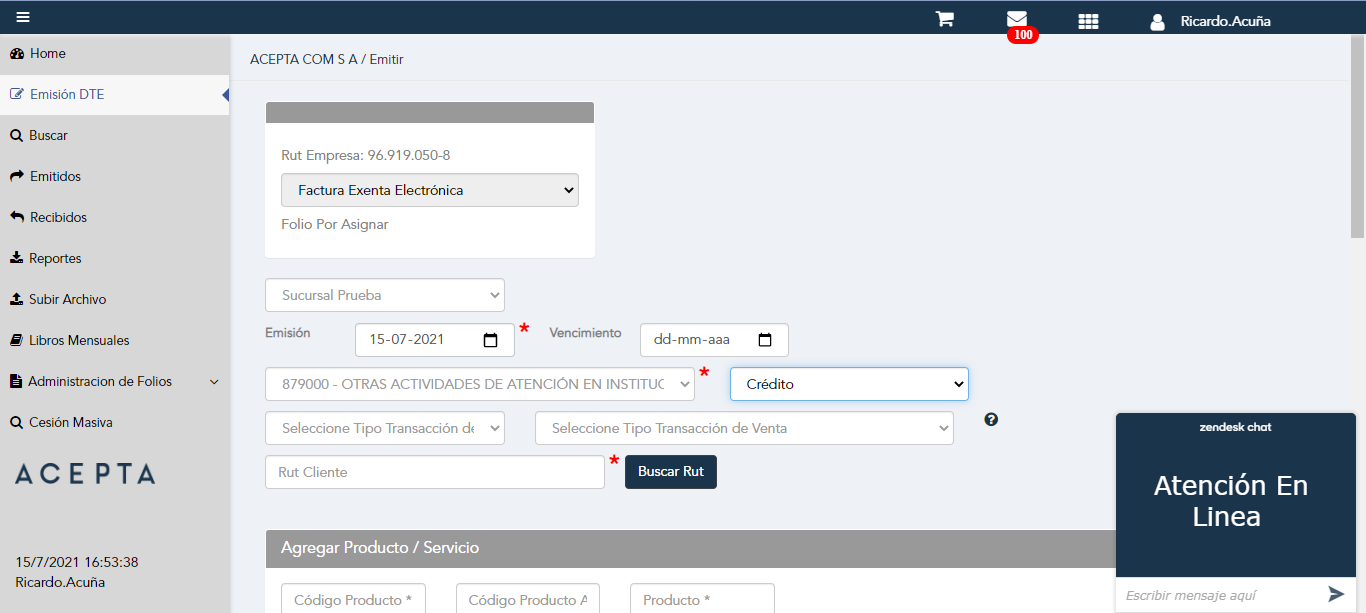 Ricardo.Acuña
100
Home
Emisión DTE
Buscar
Emitidos
Recibidos
Reportes
Subir Archivo
Libros Mensuales
Administracion de Folios
Cesión Masiva
ACEPTA
15/7/2021 16:53:38
Ricardo.Acuña
ACEPTA COM S A / Emitir
Rut Empresa: 96.919.050-8
Factura Exenta Electrónica
Folio Por Asignar
Sucursal Prueba
Emisión 15-07-2021 * Vencimiento dd-mm-aaa
879000 - OTRAS ACTIVIDADES DE ATENCIÓN EN INSTITUC * Crédito
Seleccione Tipo Transacción de Seleccione Tipo Transacción de Venta ?
Rut Cliente * Buscar Rut
Agregar Producto / Servicio
Código Producto * Código Producto A Producto *
zendesk chat
Atención En
Linea
Escribir mensaje aquí